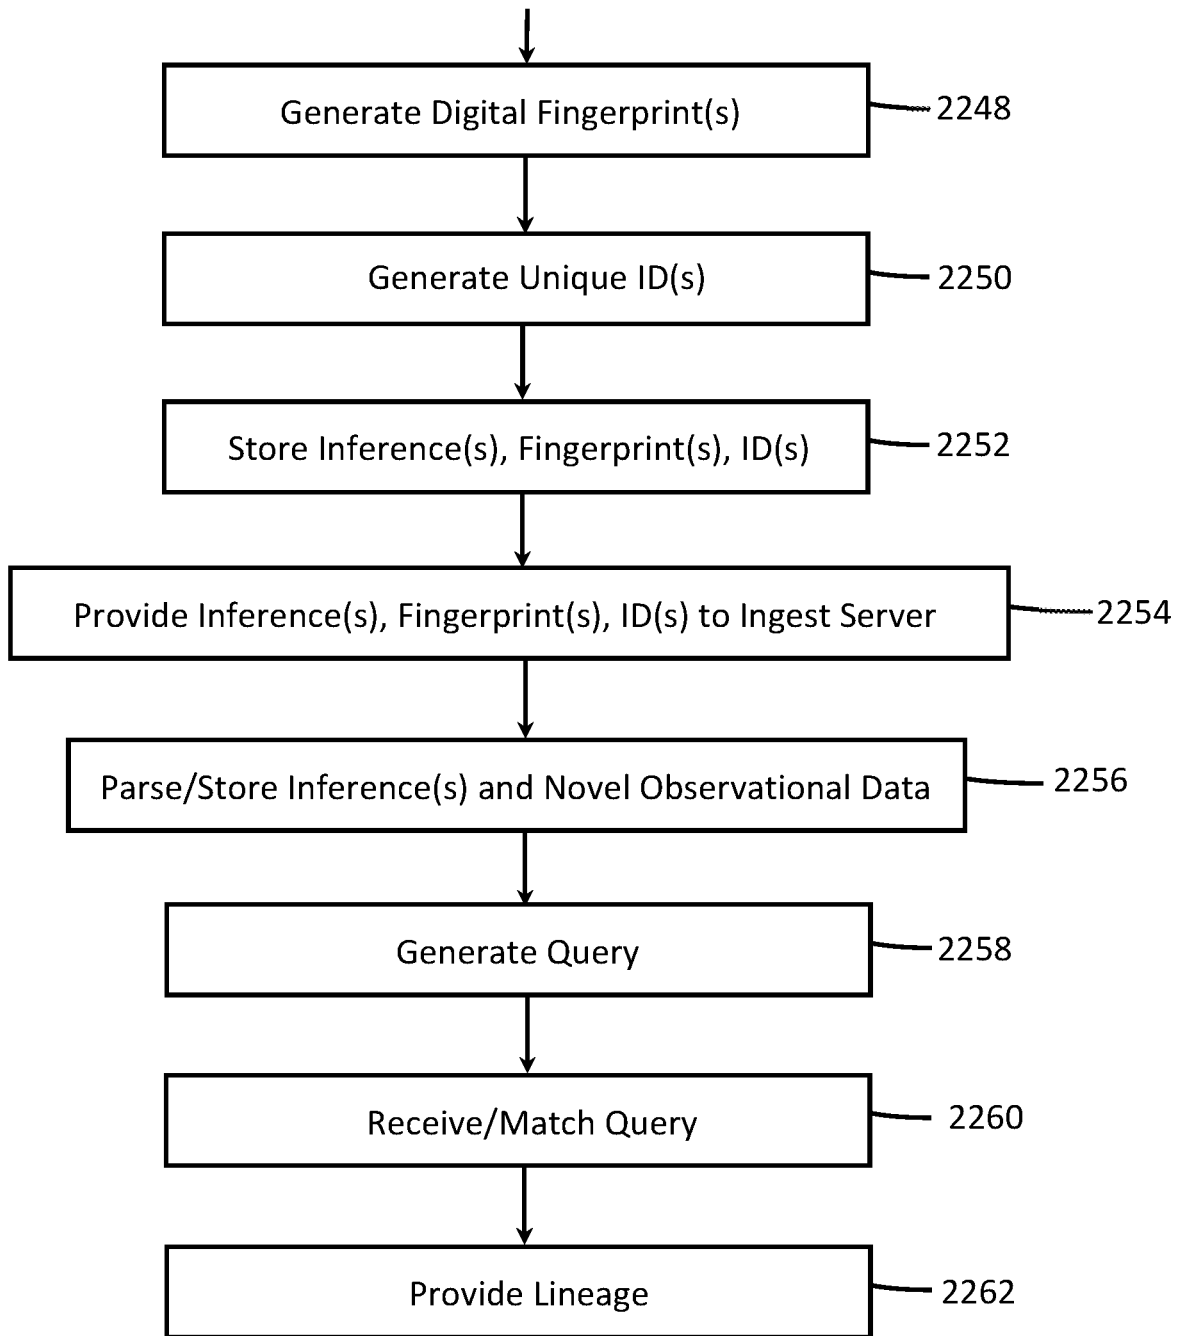 Generate Digital Fingerprint(s) 2248
Generate Unique ID(s) 2250
Store Inference(s), Fingerprint(s), ID(s) 2252
Provide Inference(s), Fingerprint(s), ID(s) to Ingest Server 2254
Parse/Store Inference(s) and Novel Observational Data 2256
Generate Query 2258
Receive/Match Query 2260
Provide Lineage 2262